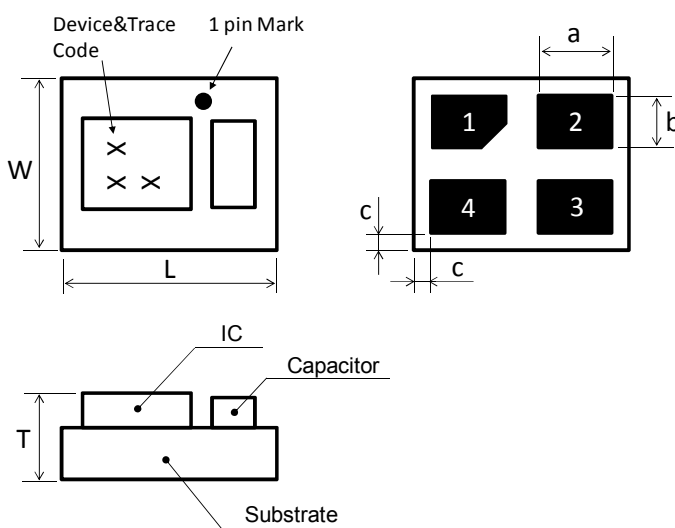 Device&Trace
Code
1 pin Mark
a
1
2
b
W
4
3
c
L
c
IC
Capacitor
T
Substrate